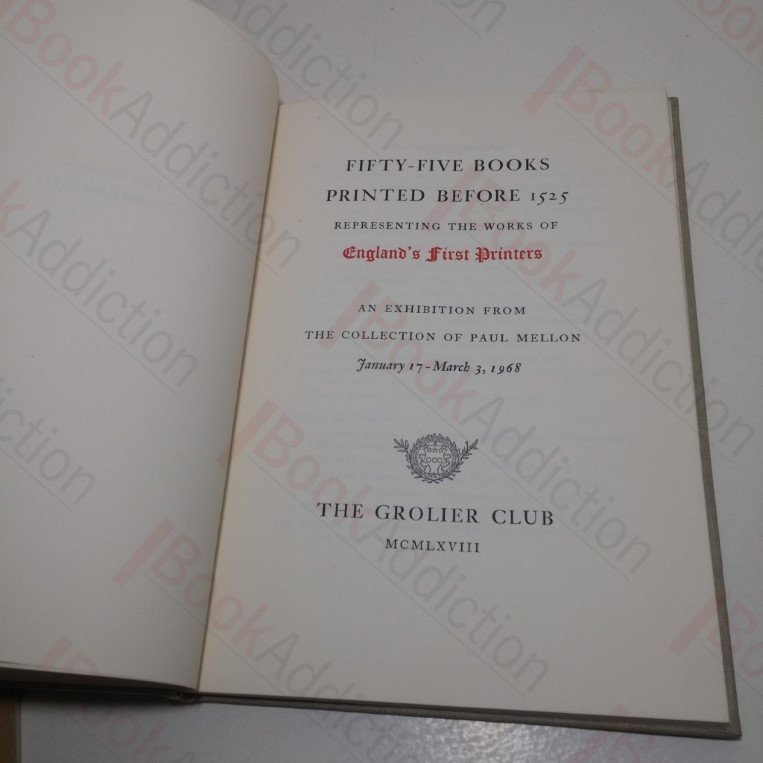 FIFTY-FIVE BOOKS
PRINTED BEFORE 1525
REPRESENTING THE WORKS OF
England's First Printers
AN EXHIBITION FROM
THE COLLECTION OF PAUL MELLON
January 17-March 3, 1968
THE GROLIER CLUB
MCMLXVIII
BookAddiction